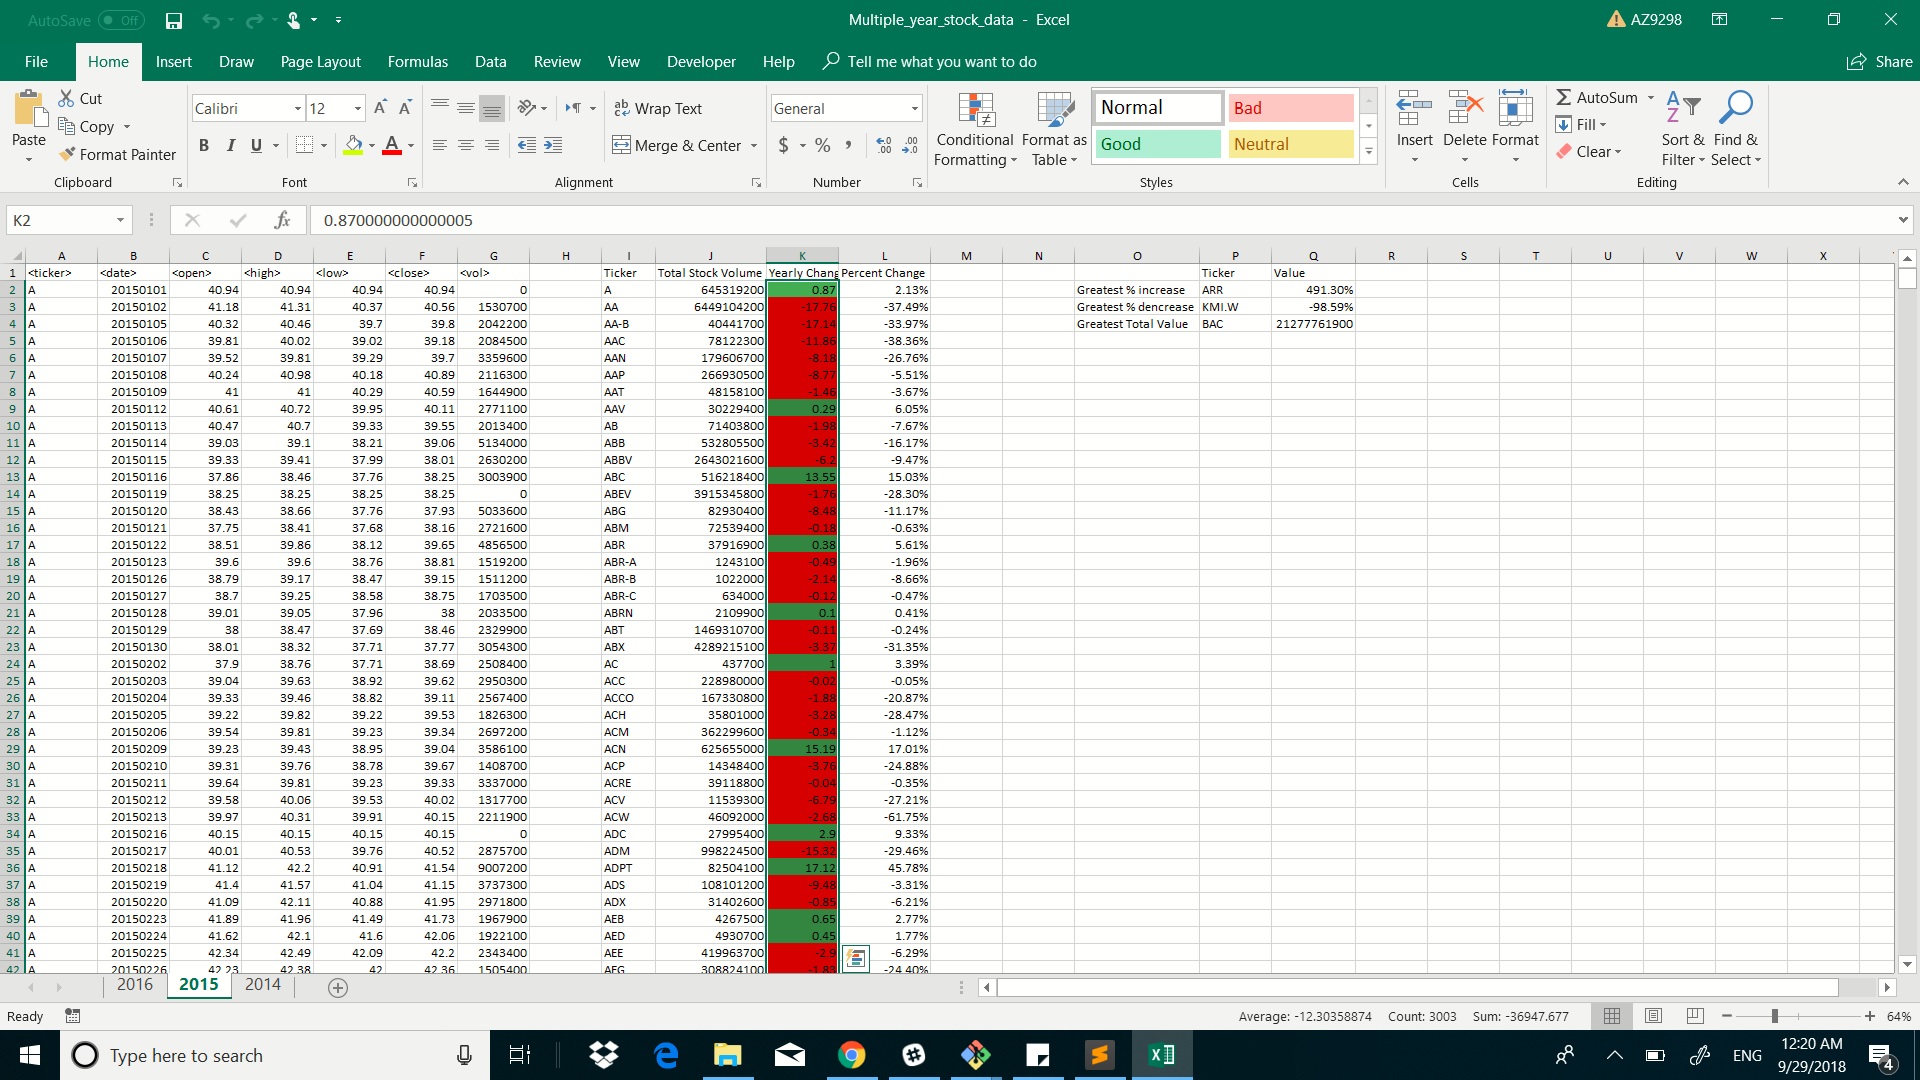 AutoSave Off
Multiple_year_stock_data - Excel
AZ9298
File Home Insert Draw Page Layout Formulas Data Review View Developer Help Tell me what you want to do Share
Paste Cut Copy Format Painter Clipboard
Calibri 12 B I U A Font
Wrap Text Merge & Center Alignment
General $ % , Number
Conditional Formatting Format as Table Normal Bad Good Neutral Styles
Insert Delete Format Cells
AutoSum Fill Clear Sort & Filter Find & Select Editing
K2 fx 0.870000000000005
A B C D E F G H I J K L M N O P Q R S T U V W X
1 <ticker> <date> <open> <high> <low> <close> <vol> Ticker Total Stock Volume Yearly Chang Percent Change Ticker Value
2 A 20150101 40.94 40.94 40.94 40.94 0 A 645319200 0.87 2.13% Greatest % increase ARR 491.30%
3 A 20150102 41.18 41.31 40.37 40.56 1530700 AA 6449104200 -17.76 -37.49% Greatest % dencrease KMI.W -98.59%
4 A 20150105 40.32 40.46 39.7 39.8 2042200 AA-B 40441700 -17.14 -33.97% Greatest Total Value BAC 21277761900
5 A 20150106 39.81 40.02 39.02 39.18 2084500 AAC 78122300 -11.86 -38.36%
6 A 20150107 39.52 39.81 39.29 39.7 3359600 AAN 179606700 -8.18 -26.76%
7 A 20150108 40.24 40.98 40.18 40.89 2116300 AAP 266930500 -8.77 -5.51%
8 A 20150109 41 41 40.29 40.59 1644900 AAT 48158100 -1.46 -3.67%
9 A 20150112 40.61 40.72 39.95 40.11 2771100 AAV 30229400 0.29 6.05%
10 A 20150113 40.47 40.7 39.33 39.55 2013400 AB 71403800 -1.98 -7.67%
11 A 20150114 39.03 39.1 38.21 39.06 5134000 ABB 532805500 -3.42 -16.17%
12 A 20150115 39.33 39.41 37.99 38.01 2630200 ABBV 2643021600 -6.2 -9.47%
13 A 20150116 37.86 38.46 37.76 38.25 3003900 ABC 516218400 13.55 15.03%
14 A 20150119 38.25 38.25 38.25 38.25 0 ABEV 3915345800 -1.76 -28.30%
15 A 20150120 38.43 38.66 37.76 37.93 5033600 ABG 82930400 -8.48 -11.17%
16 A 20150121 37.75 38.41 37.68 38.16 2721600 ABM 72539400 -0.18 -0.63%
17 A 20150122 38.51 39.86 38.12 39.65 4856500 ABR 37916900 0.38 5.61%
18 A 20150123 39.6 39.6 38.76 38.81 1519200 ABR-A 1243100 -0.49 -1.96%
19 A 20150126 38.79 39.17 38.47 39.15 1511200 ABR-B 1022000 -2.14 -8.66%
20 A 20150127 38.7 39.25 38.58 38.75 1703500 ABR-C 634000 -0.12 -0.47%
21 A 20150128 39.01 39.05 37.96 38 2033500 ABRN 2109900 0.1 0.41%
22 A 20150129 38 38.47 37.69 38.46 2329900 ABT 1469310700 -0.11 -0.24%
23 A 20150130 38.01 38.32 37.71 37.77 3054300 ABX 4289215100 -3.37 -31.35%
24 A 20150202 37.9 38.76 37.71 38.69 2508400 AC 437700 1 3.39%
25 A 20150203 39.04 39.63 38.92 39.62 2950300 ACC 228980000 -0.02 -0.05%
26 A 20150204 39.33 39.46 38.82 39.11 2567400 ACCO 167330800 -1.88 -20.87%
27 A 20150205 39.22 39.82 39.22 39.53 1826300 ACH 35801000 -3.28 -28.47%
28 A 20150206 39.54 39.81 39.23 39.34 2697200 ACM 362299600 -0.34 -1.12%
29 A 20150209 39.23 39.43 38.95 39.04 3586100 ACN 625655000 15.19 17.01%
30 A 20150210 39.31 39.76 38.78 39.67 1408700 ACP 14348400 -3.76 -24.88%
31 A 20150211 39.64 39.81 39.23 39.33 3337000 ACRE 39118800 -0.04 -0.35%
32 A 20150212 39.58 40.06 39.53 40.02 1317700 ACV 11539300 -6.79 -27.21%
33 A 20150213 39.97 40.31 39.91 40.15 2211900 ACW 46092000 -2.68 -61.75%
34 A 20150216 40.15 40.15 40.15 40.15 0 ADC 27995400 2.9 9.33%
35 A 20150217 40.01 40.53 39.76 40.52 2875700 ADM 998224500 -15.32 -29.46%
36 A 20150218 41.12 42.2 40.91 41.54 9007200 ADPT 82504100 17.12 45.78%
37 A 20150219 41.4 41.57 41.04 41.15 3737300 ADS 108101200 -9.48 -3.31%
38 A 20150220 41.09 42.11 40.88 41.95 2971800 ADX 31402600 -0.85 -6.21%
39 A 20150223 41.89 41.96 41.49 41.73 1967900 AEB 4267500 0.65 2.77%
40 A 20150224 41.62 42.1 41.6 42.06 1922100 AED 4930700 0.45 1.77%
41 A 20150225 42.34 42.49 42.09 42.2 2343400 AEE 419963700 -2.9 -6.29%
42 A 20150226 42.23 42.38 42 42.36 1505400 AEG 308824100 -1.83 -24.40%
2016 2015 2014
Ready Average: -12.30358874 Count: 3003 Sum: -36947.677 64%
Type here to search
ENG 12:20 AM
9/29/2018
4